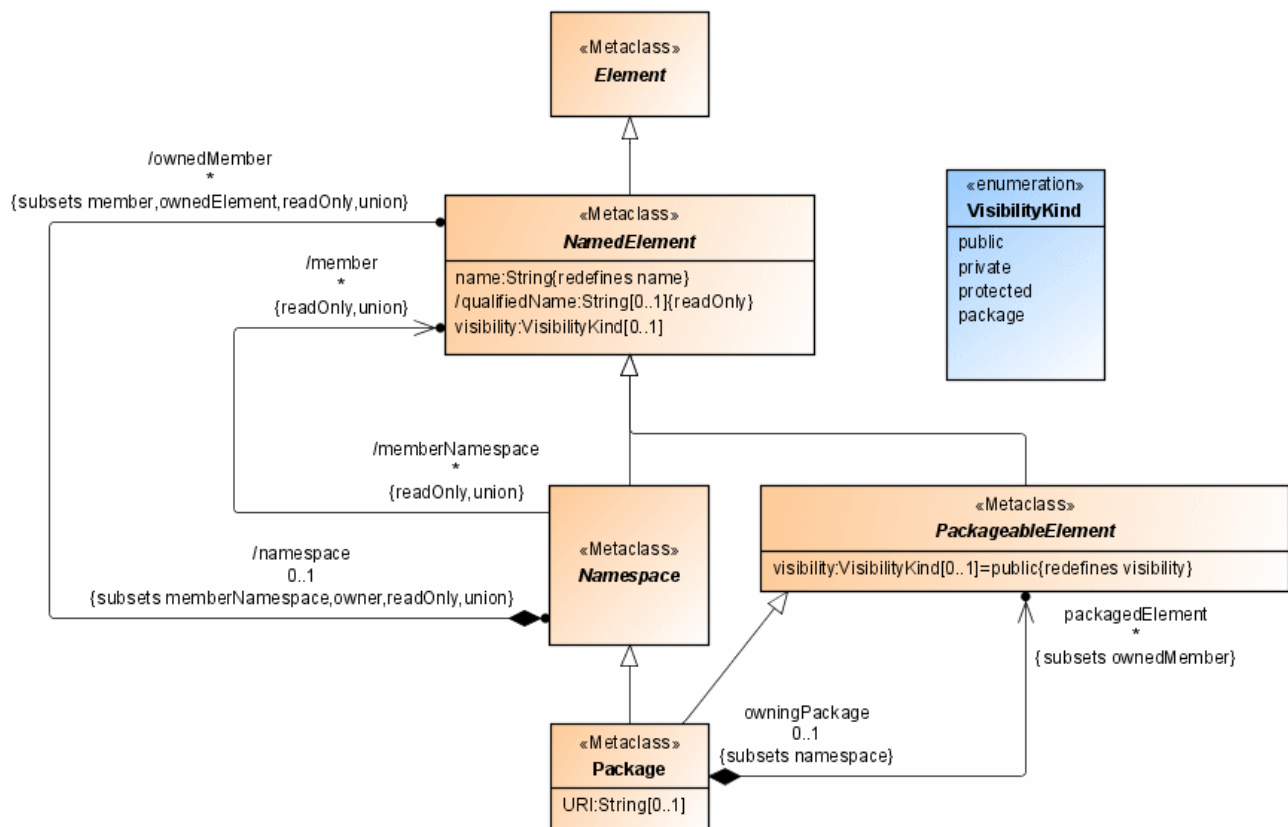 «Metaclass»
Element
/ownedMember
*
{subsets member,ownedElement,readOnly,union}
«enumeration»
VisibilityKind
public
private
protected
package
«Metaclass»
NamedElement
name:String{redefines name}
/qualifiedName:String[0..1]{readOnly}
visibility:VisibilityKind[0..1]
/member
*
{readOnly,union}
/memberNamespace
*
{readOnly,union}
«Metaclass»
PackageableElement
visibility:VisibilityKind[0..1]=public{redefines visibility}
«Metaclass»
Namespace
/namespace
0..1
{subsets memberNamespace,owner,readOnly,union}
packagedElement
*
{subsets ownedMember}
owningPackage
0..1
{subsets namespace}
«Metaclass»
Package
URI:String[0..1]